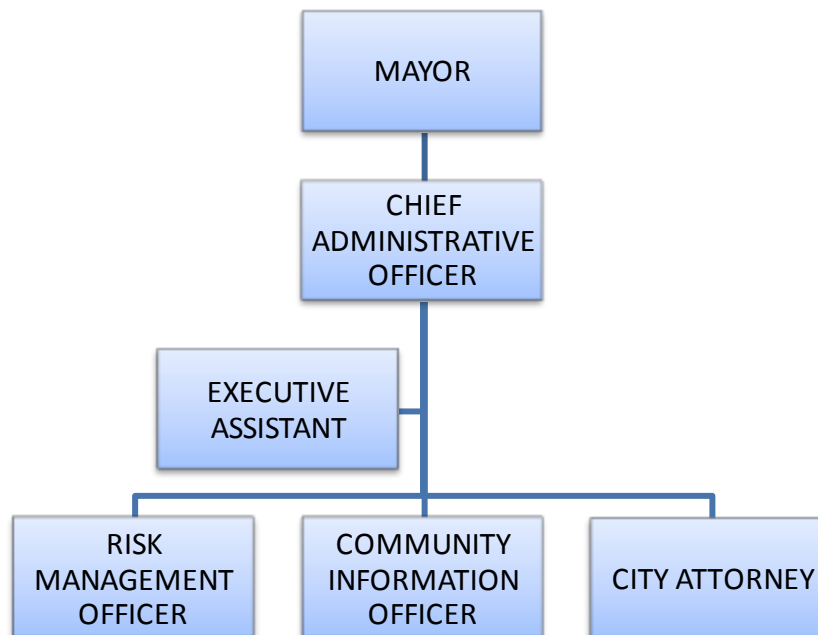 MAYOR
CHIEF
ADMINISTRATIVE
OFFICER
EXECUTIVE
ASSISTANT
RISK
MANAGEMENT
OFFICER
COMMUNITY
INFORMATION
OFFICER
CITY ATTORNEY